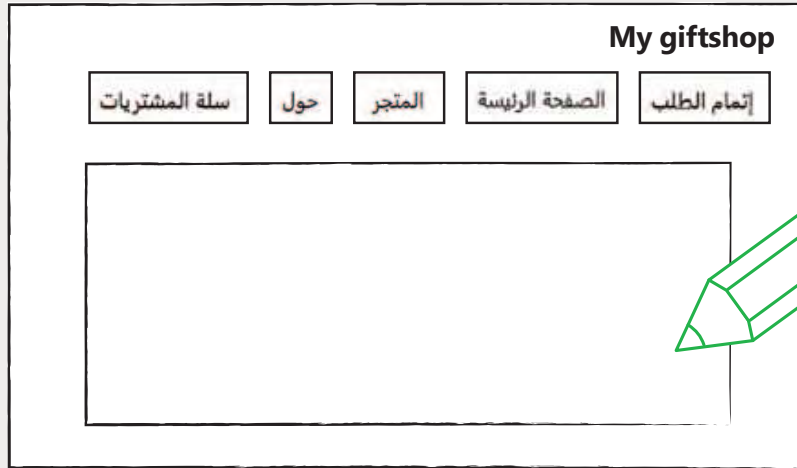 My giftshop
إتمام الطلب الصفحة الرئيسة المتجر حول سلة المشتريات